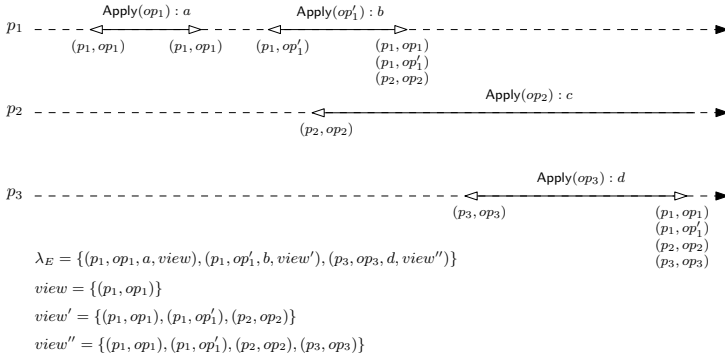 Apply(op₁) : a
Apply(op′₁) : b
p₁
(p₁, op₁)
(p₁, op₁)
(p₁, op′₁)
(p₁, op₁)
(p₁, op′₁)
(p₂, op₂)
Apply(op₂) : c
p₂
(p₂, op₂)
Apply(op₃) : d
p₃
(p₃, op₃)
(p₁, op₁)
(p₁, op′₁)
(p₂, op₂)
(p₃, op₃)
λ_E = {(p₁, op₁, a, view), (p₁, op′₁, b, view′), (p₃, op₃, d, view″)}
view = {(p₁, op₁)}
view′ = {(p₁, op₁), (p₁, op′₁), (p₂, op₂)}
view″ = {(p₁, op₁), (p₁, op′₁), (p₂, op₂), (p₃, op₃)}